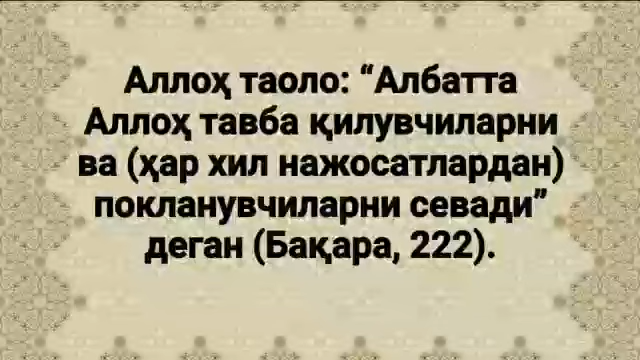 Аллоҳ таоло: “Албатта
Аллоҳ тавба қилувчиларни
ва (ҳар хил нажосатлардан)
покланувчиларни севади”
деган (Бақара, 222).